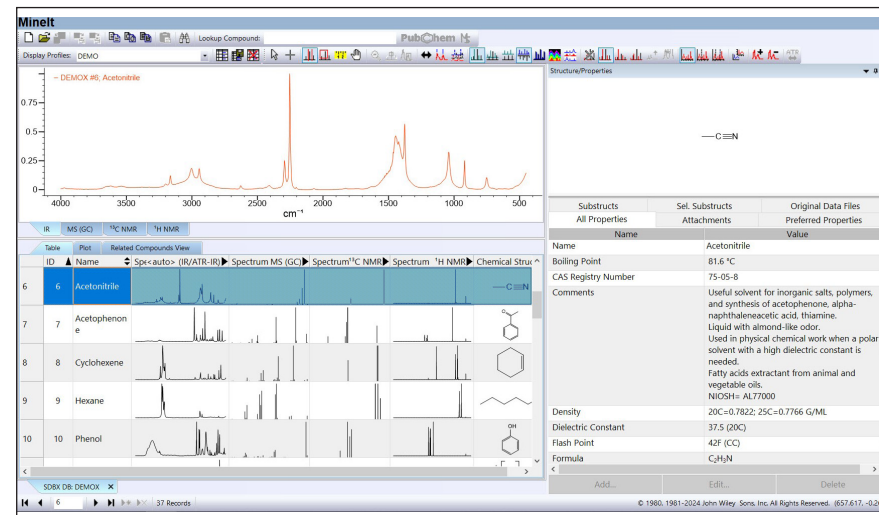 MineIt
Lookup Compound:
PubChem
Display Profiles: DEMO
Structure/Properties
– DEMOX #6; Acetonitrile
0.75
0.5
0.25
0
4000 3500 3000 2500 2000 1500 1000 500
cm⁻¹
—C≡N
IR MS (GC) ¹³C NMR ¹H NMR
Substructs Sel. Substructs Original Data Files
All Properties Attachments Preferred Properties
Table Plot Related Compounds View
ID Name Spe<auto> (IR/ATR-IR) Spectrum MS (GC) Spectrum¹³C NMR Spectrum ¹H NMR Chemical Struc
6 6 Acetonitrile —C≡N
7 7 Acetophenon
e
O
8 8 Cyclohexene
9 9 Hexane
10 10 Phenol
OH
Name Value
Name Acetonitrile
Boiling Point 81.6 °C
CAS Registry Number 75-05-8
Comments Useful solvent for inorganic salts, polymers,
and synthesis of acetophenone, alpha-
naphthaleneacetic acid, thiamine.
Liquid with almond-like odor.
Used in physical chemical work when a polar
solvent with a high dielectric constant is
needed.
Fatty acids extractant from animal and
vegetable oils.
NIOSH= AL77000
Density 20C=0.7822; 25C=0.7766 G/ML
Dielectric Constant 37.5 (20C)
Flash Point 42F (CC)
Formula C₂H₃N
Add... Edit... Delete
SDBX DB: DEMOX ×
6 37 Records
© 1980, 1981-2024 John Wiley Sons, Inc. All Rights Reserved. (657.617, -0.26